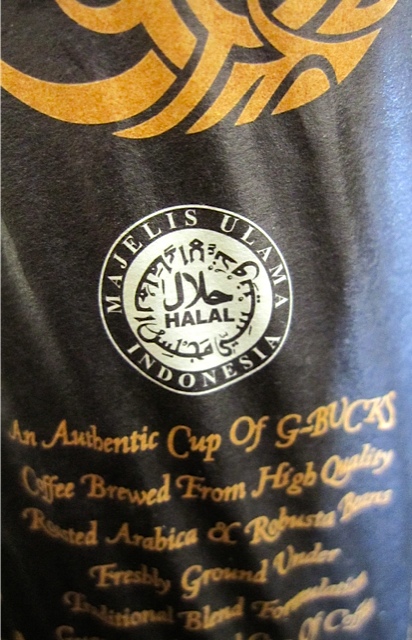 MAJELIS ULAMA
حلال
HALAL
INDONESIA
An Authentic Cup Of G-BUCKS
Coffee Brewed From High Quality
Roasted Arabica & Robusta Beans
Freshly Ground Under
Traditional Blend Formulation
Of Coffee